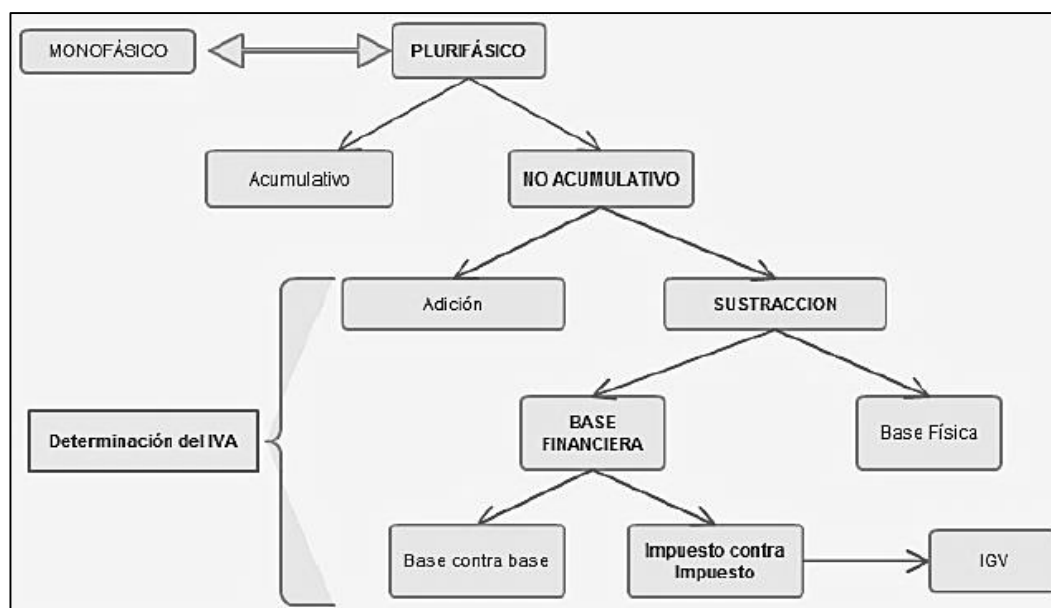 MONOFÁSICO
PLURIFÁSICO
Acumulativo
NO ACUMULATIVO
Adición
SUSTRACCION
Determinación del IVA
BASE
FINANCIERA
Base Física
Base contra base
Impuesto contra
Impuesto
IGV